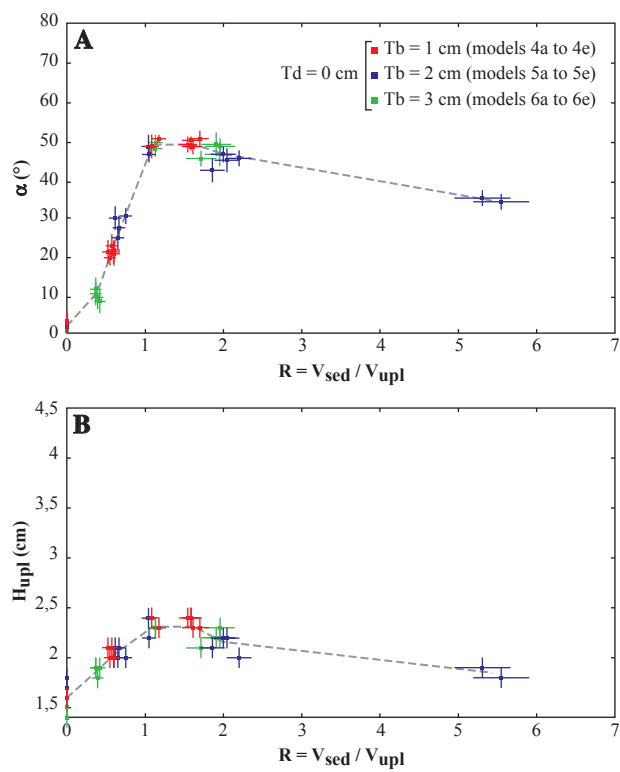 A
80
70
60
50
40
30
20
10
0
α (°)
Td = 0 cm
Tb = 1 cm (models 4a to 4e)
Tb = 2 cm (models 5a to 5e)
Tb = 3 cm (models 6a to 6e)
0 1 2 3 4 5 6 7
R = Vsed / Vupl
B
4,5
4
3,5
3
2,5
2
1,5
Hupl (cm)
0 1 2 3 4 5 6 7
R = Vsed / Vupl